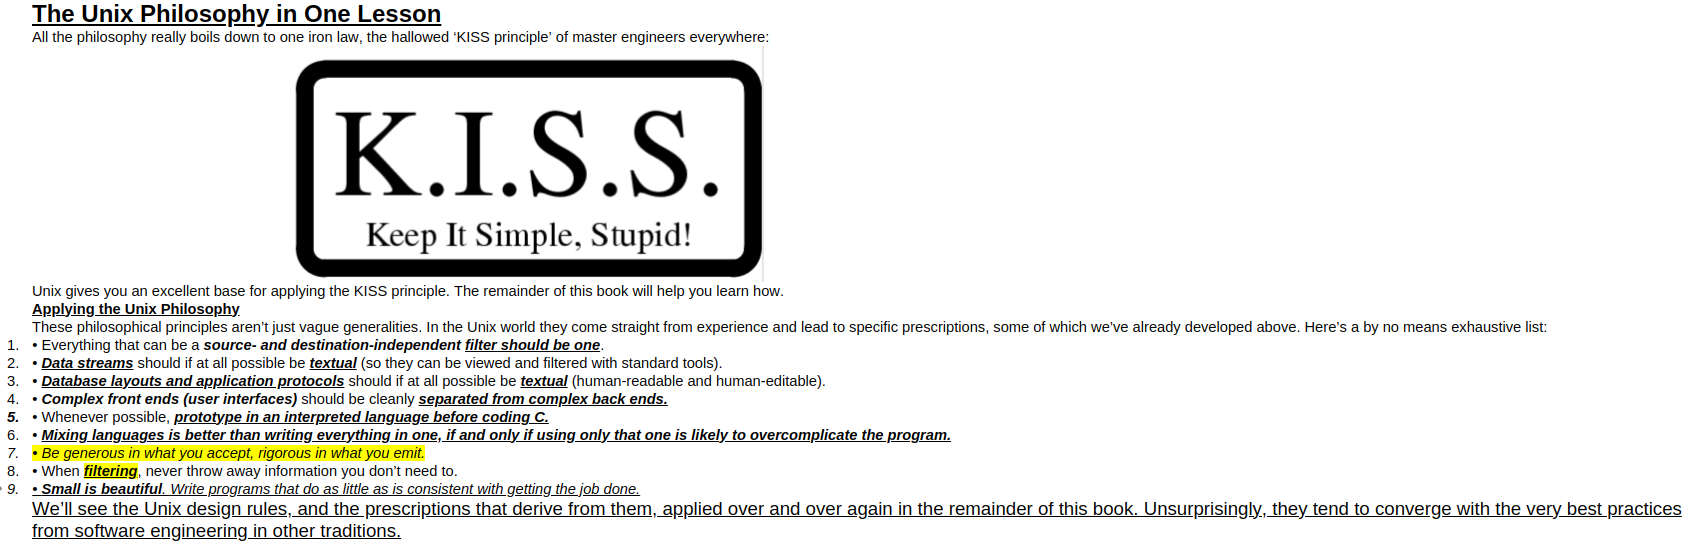 The Unix Philosophy in One Lesson
All the philosophy really boils down to one iron law, the hallowed ‘KISS principle’ of master engineers everywhere:
K.I.S.S.
Keep It Simple, Stupid!
Unix gives you an excellent base for applying the KISS principle. The remainder of this book will help you learn how.
Applying the Unix Philosophy
These philosophical principles aren’t just vague generalities. In the Unix world they come straight from experience and lead to specific prescriptions, some of which we’ve already developed above. Here’s a by no means exhaustive list:
1. • Everything that can be a source- and destination-independent filter should be one.
2. • Data streams should if at all possible be textual (so they can be viewed and filtered with standard tools).
3. • Database layouts and application protocols should if at all possible be textual (human-readable and human-editable).
4. • Complex front ends (user interfaces) should be cleanly separated from complex back ends.
5. • Whenever possible, prototype in an interpreted language before coding C.
6. • Mixing languages is better than writing everything in one, if and only if using only that one is likely to overcomplicate the program.
7. • Be generous in what you accept, rigorous in what you emit.
8. • When filtering, never throw away information you don’t need to.
9. • Small is beautiful. Write programs that do as little as is consistent with getting the job done.
We’ll see the Unix design rules, and the prescriptions that derive from them, applied over and over again in the remainder of this book. Unsurprisingly, they tend to converge with the very best practices
from software engineering in other traditions.